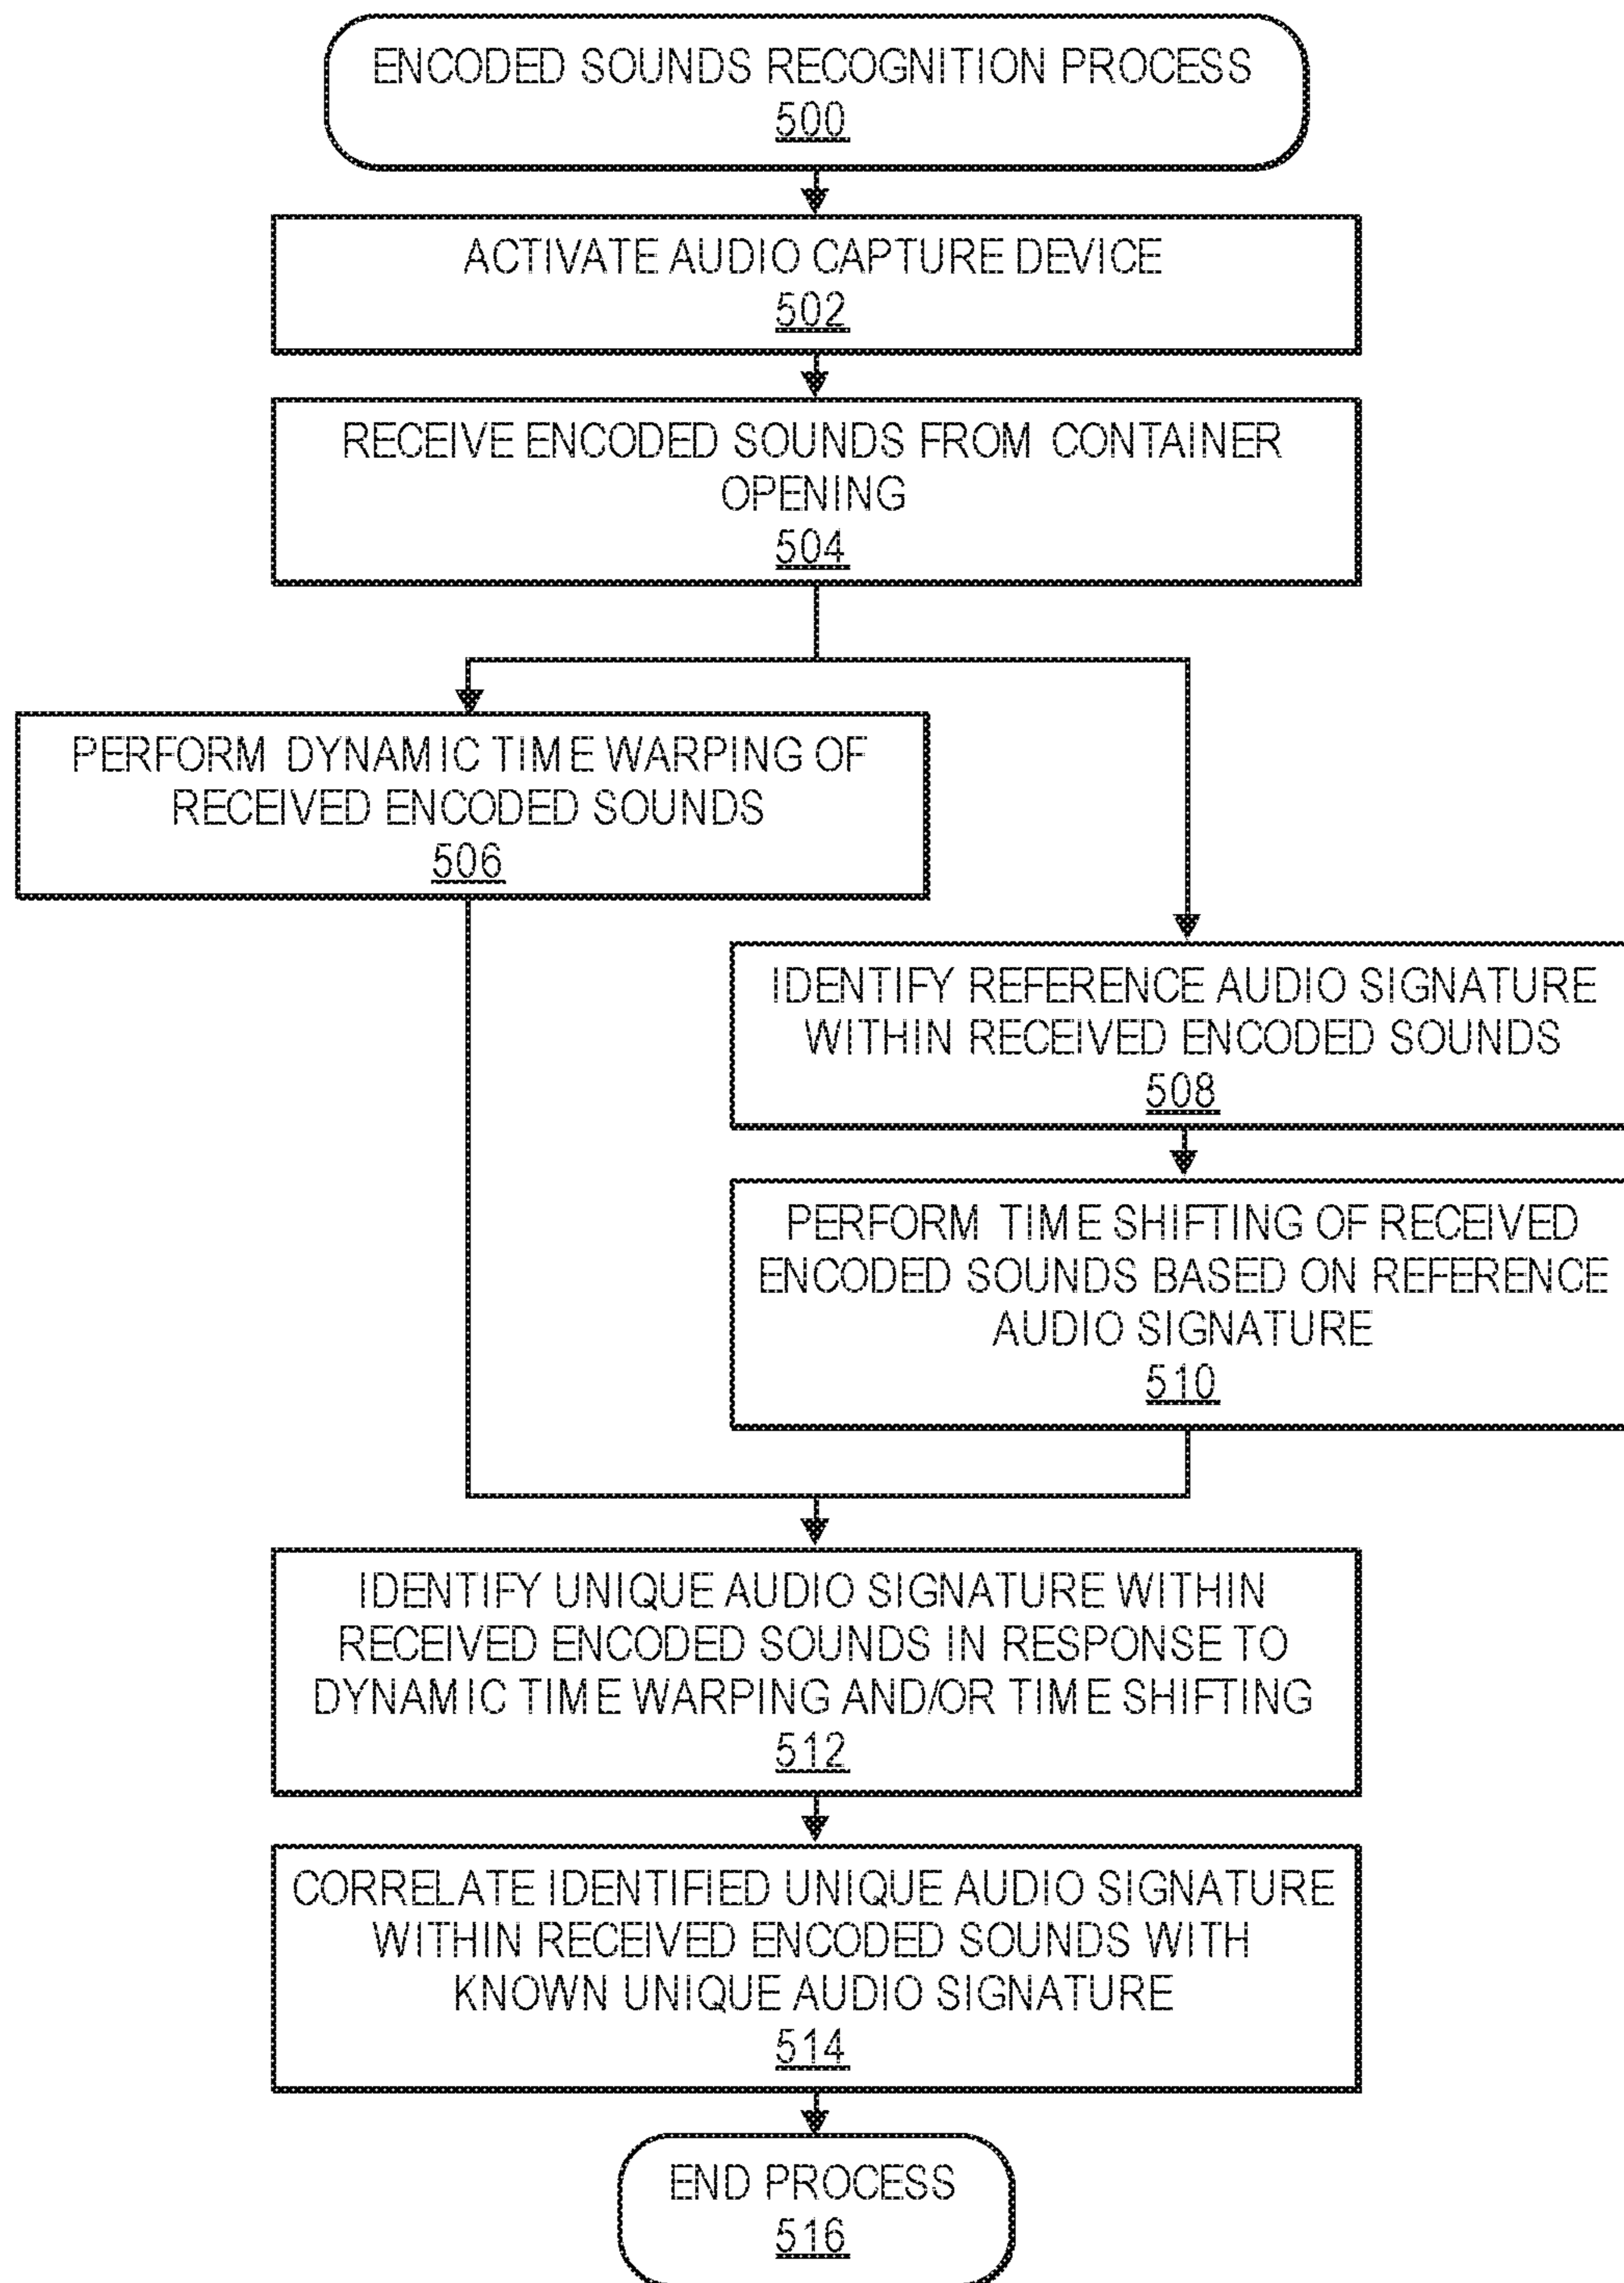 ENCODED SOUNDS RECOGNITION PROCESS
500
ACTIVATE AUDIO CAPTURE DEVICE
502
RECEIVE ENCODED SOUNDS FROM CONTAINER
OPENING
504
PERFORM DYNAMIC TIME WARPING OF
RECEIVED ENCODED SOUNDS
506
IDENTIFY REFERENCE AUDIO SIGNATURE
WITHIN RECEIVED ENCODED SOUNDS
508
PERFORM TIME SHIFTING OF RECEIVED
ENCODED SOUNDS BASED ON REFERENCE
AUDIO SIGNATURE
510
IDENTIFY UNIQUE AUDIO SIGNATURE WITHIN
RECEIVED ENCODED SOUNDS IN RESPONSE TO
DYNAMIC TIME WARPING AND/OR TIME SHIFTING
512
CORRELATE IDENTIFIED UNIQUE AUDIO SIGNATURE
WITHIN RECEIVED ENCODED SOUNDS WITH
KNOWN UNIQUE AUDIO SIGNATURE
514
END PROCESS
516